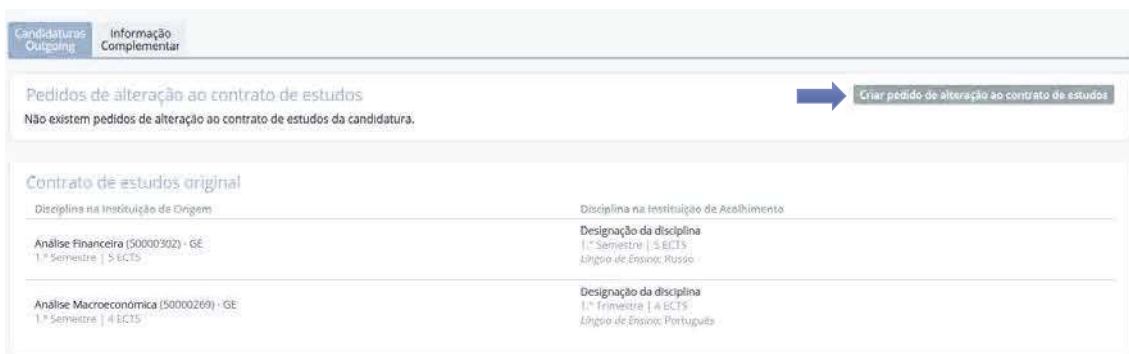 Candidaturas Outgoing
Informação Complementar
Pedidos de alteração ao contrato de estudos
Criar pedido de alteração ao contrato de estudos
Não existem pedidos de alteração ao contrato de estudos da candidatura.
Contrato de estudos original
Disciplina na Instituição de Origem
Disciplina na Instituição de Acolhimento
Análise Financeira (50000302) - GE
1.º Semestre | 5 ECTS
Designação da disciplina
1.º Semestre | 5 ECTS
Língua de Ensino: Russo
Análise Macroeconómica (50000269) - GE
1.º Semestre | 4 ECTS
Designação da disciplina
1.º Trimestre | 4 ECTS
Língua de Ensino: Português